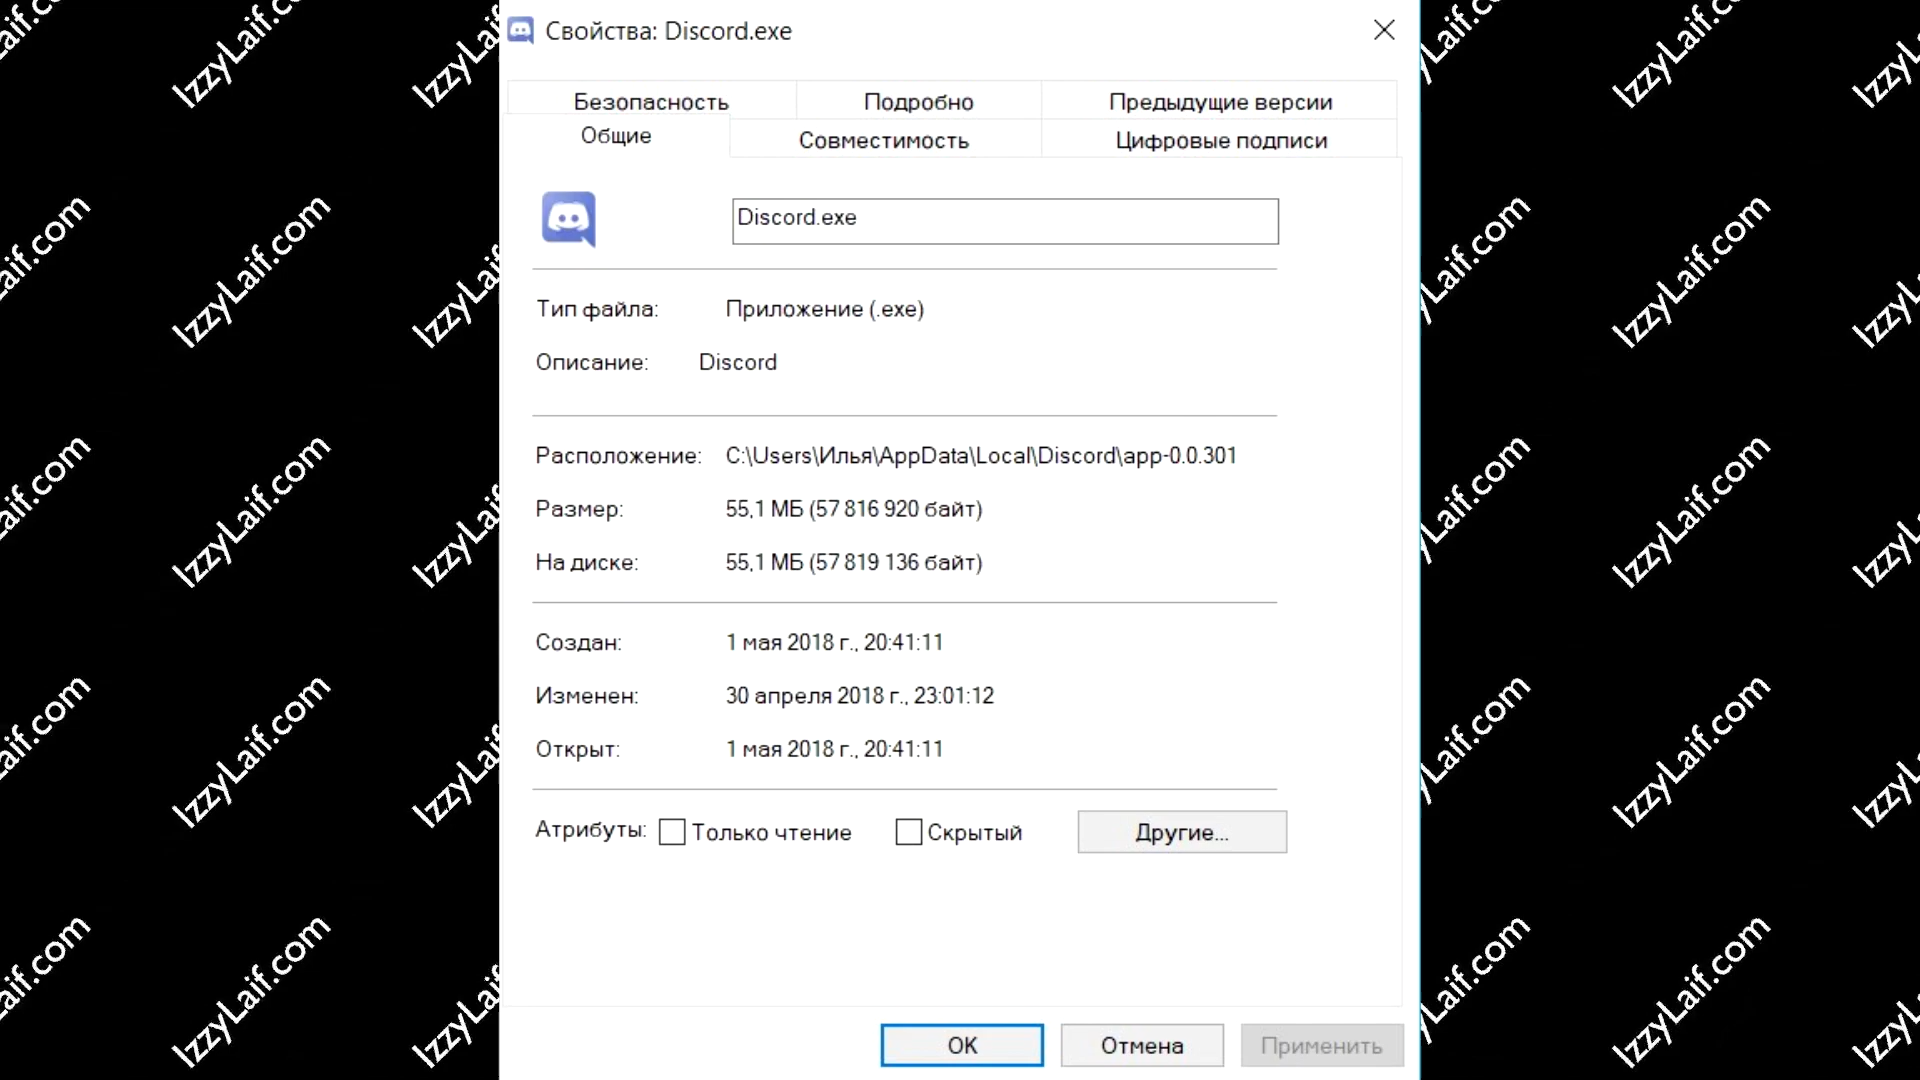 Свойства: Discord.exe
Безопасность Подробно Предыдущие версии
Общие Совместимость Цифровые подписи
Discord.exe
Тип файла: Приложение (.exe)
Описание: Discord
Расположение: C:\Users\Илья\AppData\Local\Discord\app-0.0.301
Размер: 55,1 МБ (57 816 920 байт)
На диске: 55,1 МБ (57 819 136 байт)
Создан: 1 мая 2018 г., 20:41:11
Изменен: 30 апреля 2018 г., 23:01:12
Открыт: 1 мая 2018 г., 20:41:11
Атрибуты: Только чтение Скрытый Другие...
OK Отмена Применить
IzzyLaif.com